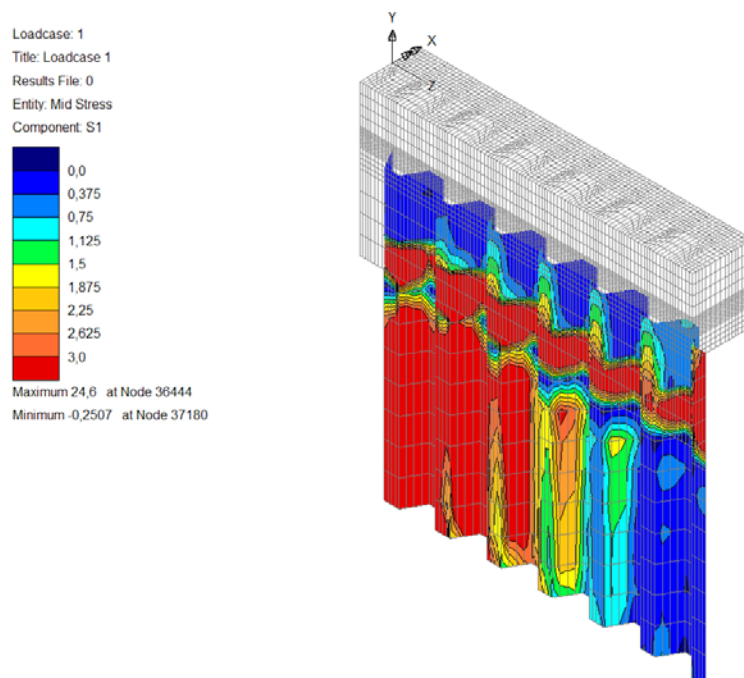 Loadcase: 1
Title: Loadcase 1
Results File: 0
Entity: Mid Stress
Component: S1
0,0
0,375
0,75
1,125
1,5
1,875
2,25
2,625
3,0
Maximum 24,6 at Node 36444
Minimum -0,2507 at Node 37180
Y
X
Z